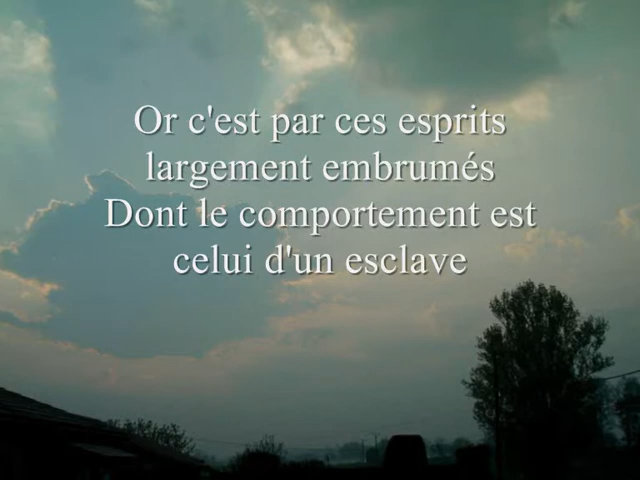 Or c'est par ces esprits
largement embrumés
Dont le comportement est
celui d'un esclave